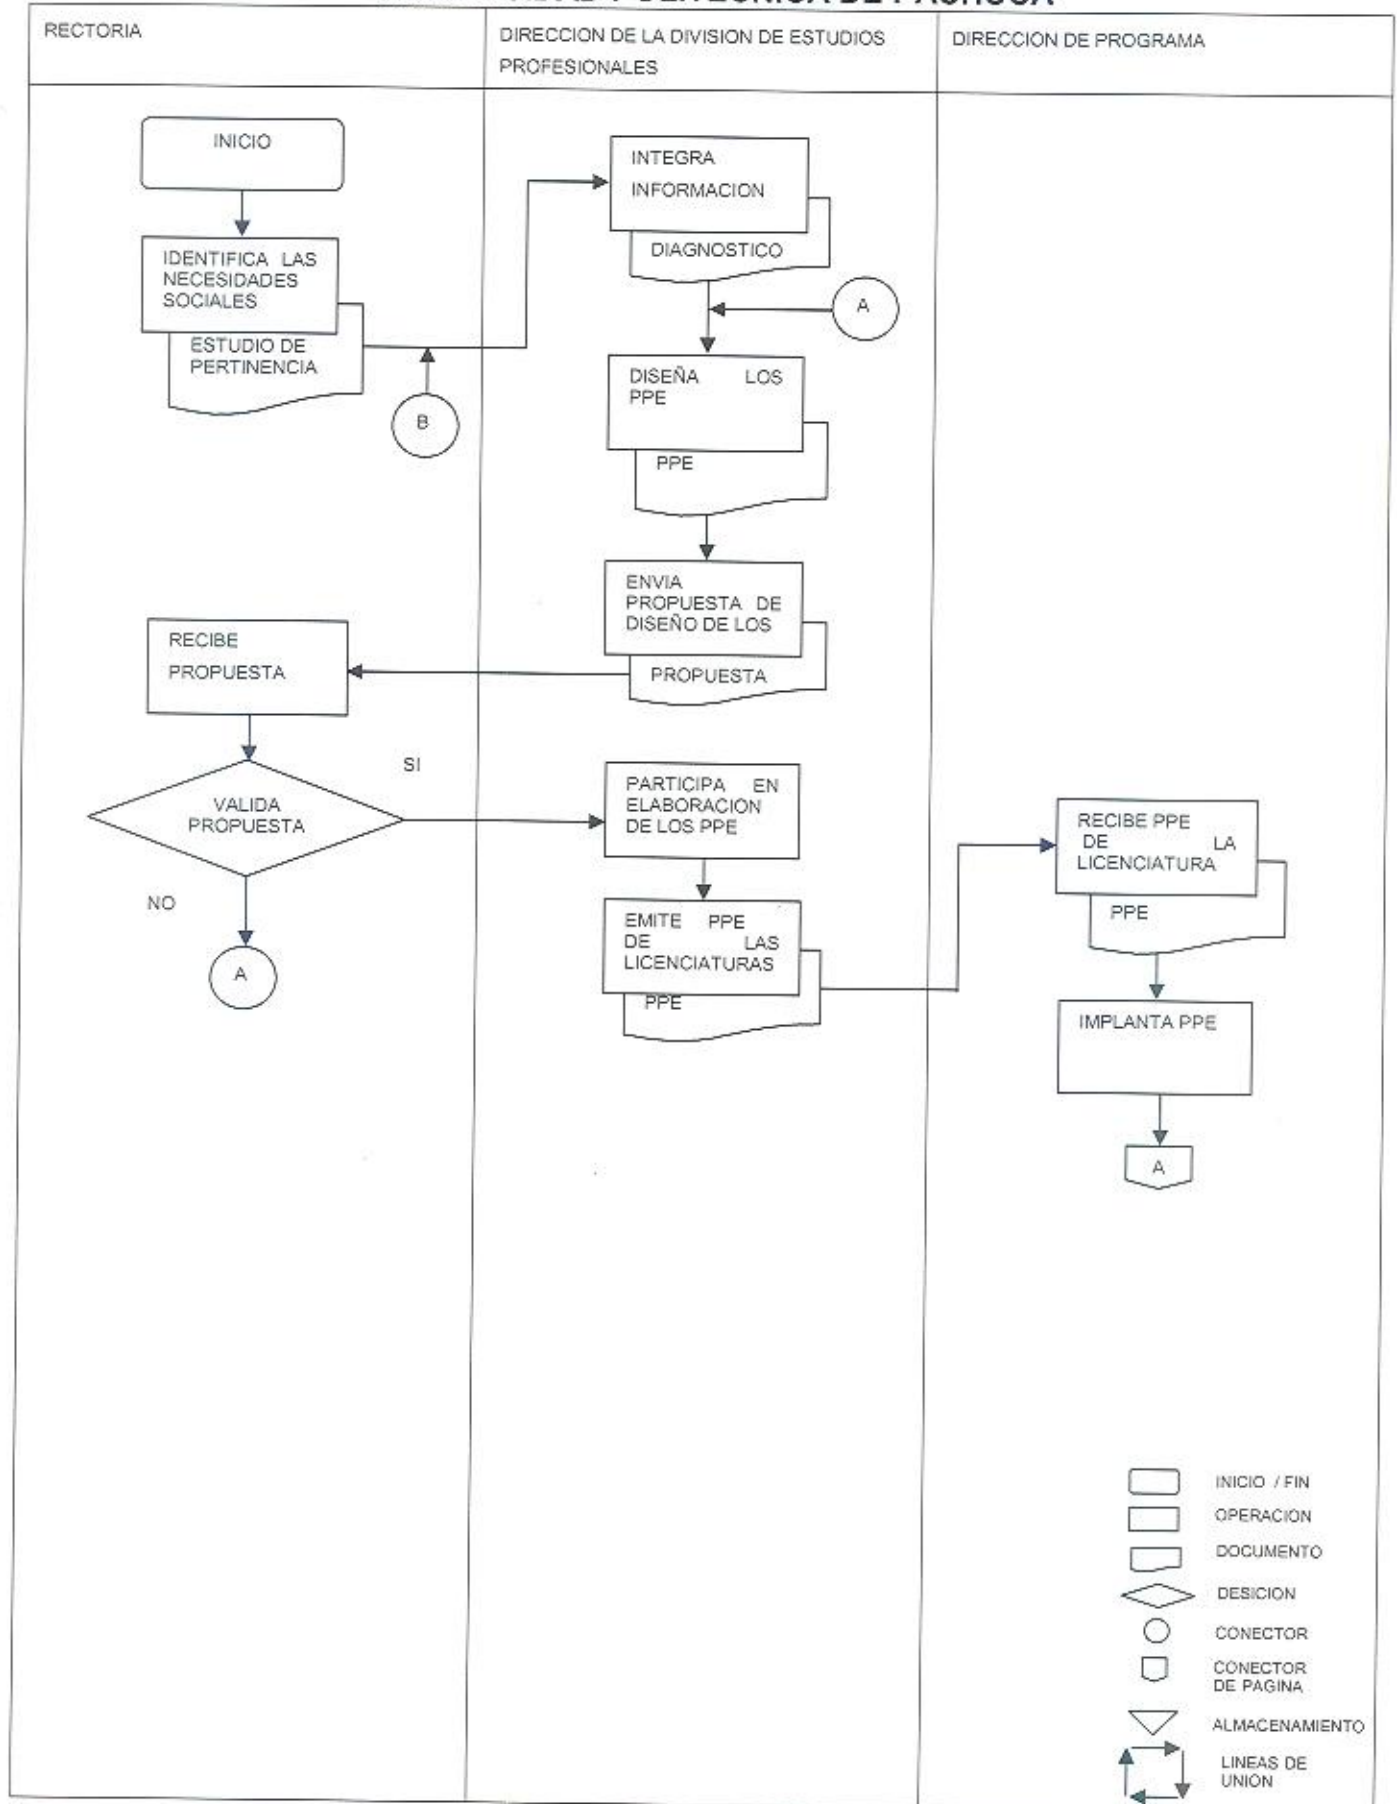 POLITECNICA DE PACHUCA
RECTORIA
DIRECCION DE LA DIVISION DE ESTUDIOS
PROFESIONALES
DIRECCION DE PROGRAMA
INICIO
IDENTIFICA LAS
NECESIDADES
SOCIALES
ESTUDIO DE
PERTINENCIA
B
INTEGRA
INFORMACION
DIAGNOSTICO
A
DISEÑA LOS
PPE
PPE
ENVIA
PROPUESTA DE
DISEÑO DE LOS
PROPUESTA
RECIBE
PROPUESTA
VALIDA
PROPUESTA
SI
NO
A
PARTICIPA EN
ELABORACION
DE LOS PPE
EMITE PPE
DE LAS
LICENCIATURAS
PPE
RECIBE PPE
DE LA
LICENCIATURA
PPE
IMPLANTA PPE
A
INICIO / FIN
OPERACION
DOCUMENTO
DESICION
CONECTOR
CONECTOR
DE PAGINA
ALMACENAMIENTO
LINEAS DE
UNION